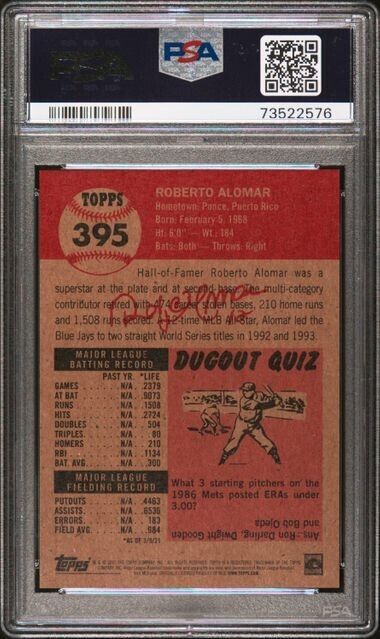 PSA
PSA
73522576
TOPPS
395
ROBERTO ALOMAR
Hometown: Ponce, Puerto Rico
Born: February 5, 1968
Ht: 6'0" — Wt. 184
Bats: Both — Throws: Right
Hall-of-Famer Roberto Alomar was a
superstar at the plate and at second base. The multi-category
contributor retired with 474 career stolen bases, 210 home runs
and 1,508 runs scored. A 12-time MLB All-Star, Alomar led the
Blue Jays to two straight World Series titles in 1992 and 1993.
MAJOR LEAGUE
BATTING RECORD
PAST YR. *LIFE
GAMES N/A 2379
AT BAT N/A 9073
RUNS N/A 1508
HITS N/A 2724
DOUBLES N/A 504
TRIPLES N/A 80
HOMERS N/A 210
RBI N/A 1134
BAT. AVG. N/A .300
MAJOR LEAGUE
FIELDING RECORD
PUTOUTS N/A 4463
ASSISTS N/A 6536
ERRORS N/A 183
FIELD AVG. N/A .984
*AS OF
DUGOUT QUIZ
What 3 starting pitchers on the
1986 Mets posted ERAs under
3.00?
Ans: Ron Darling, Dwight Gooden
and Bob Ojeda
Topps
PSA